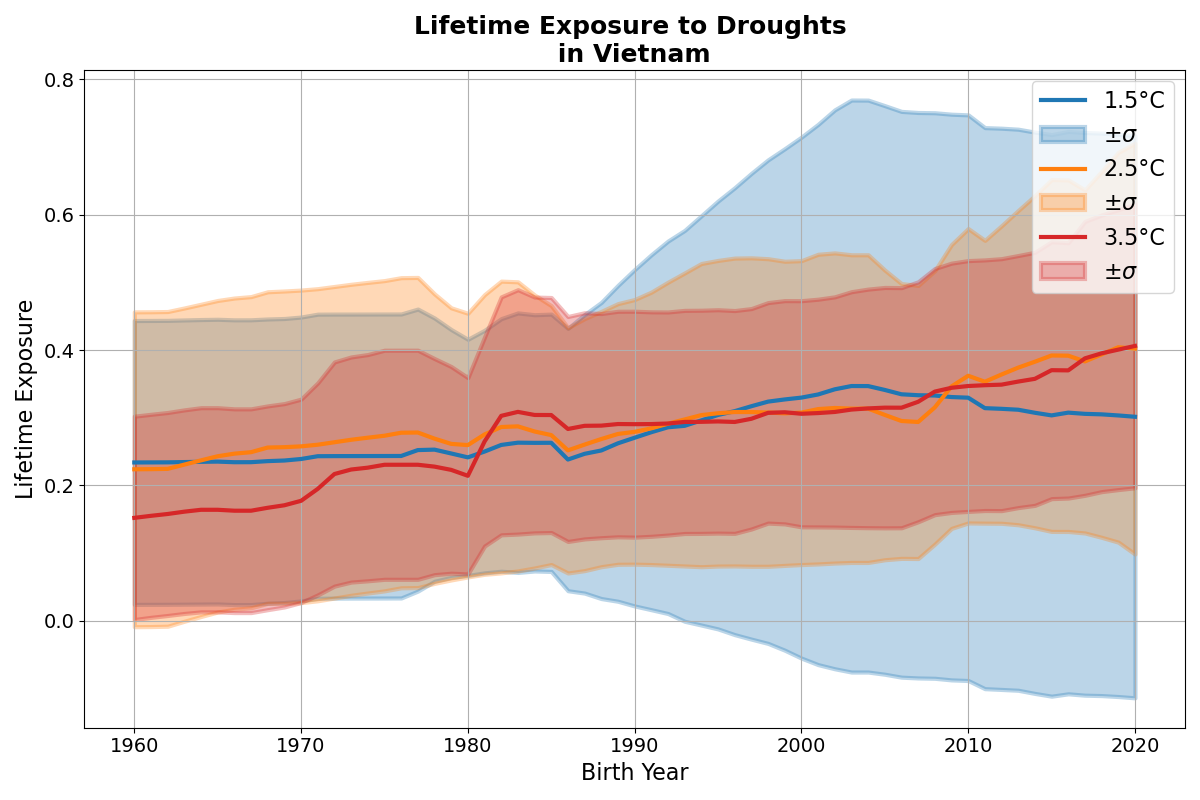 Lifetime Exposure to Droughts
in Vietnam
Lifetime Exposure
0.8
0.6
0.4
0.2
0.0
1.5°C
±σ
2.5°C
±σ
3.5°C
±σ
1960 1970 1980 1990 2000 2010 2020
Birth Year